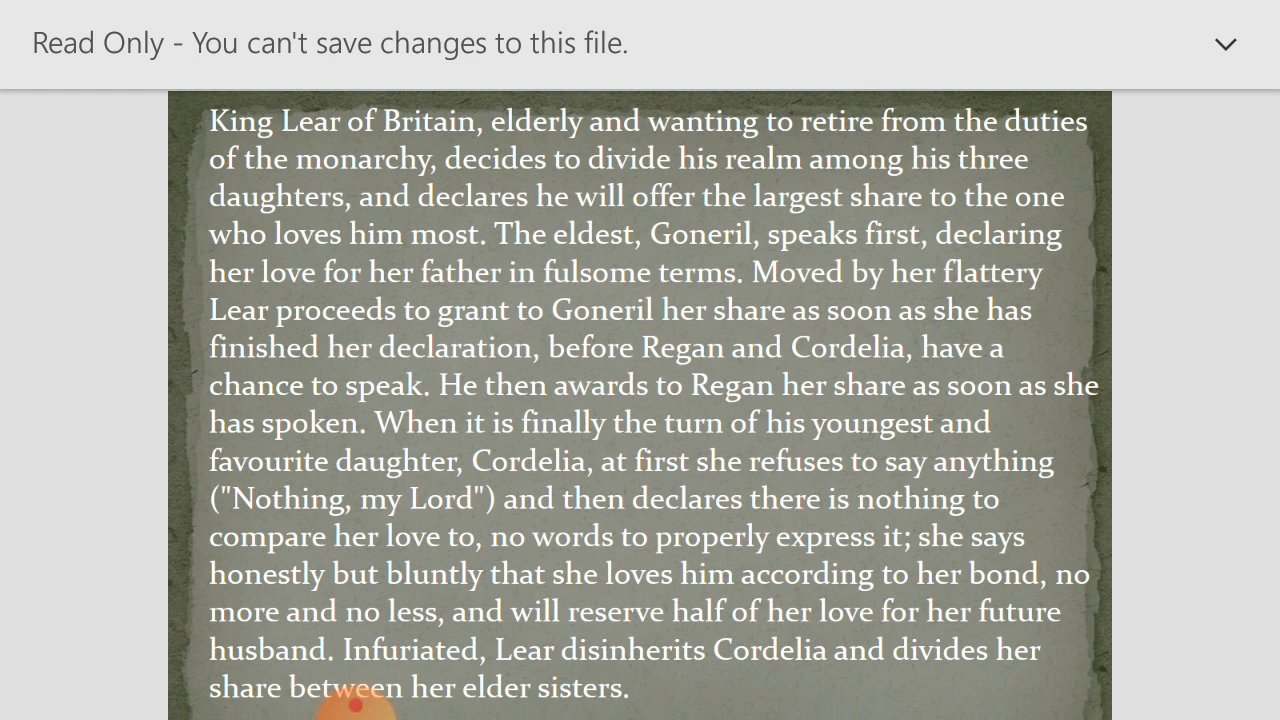 Read Only - You can't save changes to this file.
King Lear of Britain, elderly and wanting to retire from the duties
of the monarchy, decides to divide his realm among his three
daughters, and declares he will offer the largest share to the one
who loves him most. The eldest, Goneril, speaks first, declaring
her love for her father in fulsome terms. Moved by her flattery
Lear proceeds to grant to Goneril her share as soon as she has
finished her declaration, before Regan and Cordelia, have a
chance to speak. He then awards to Regan her share as soon as she
has spoken. When it is finally the turn of his youngest and
favourite daughter, Cordelia, at first she refuses to say anything
("Nothing, my Lord") and then declares there is nothing to
compare her love to, no words to properly express it; she says
honestly but bluntly that she loves him according to her bond, no
more and no less, and will reserve half of her love for her future
husband. Infuriated, Lear disinherits Cordelia and divides her
share between her elder sisters.